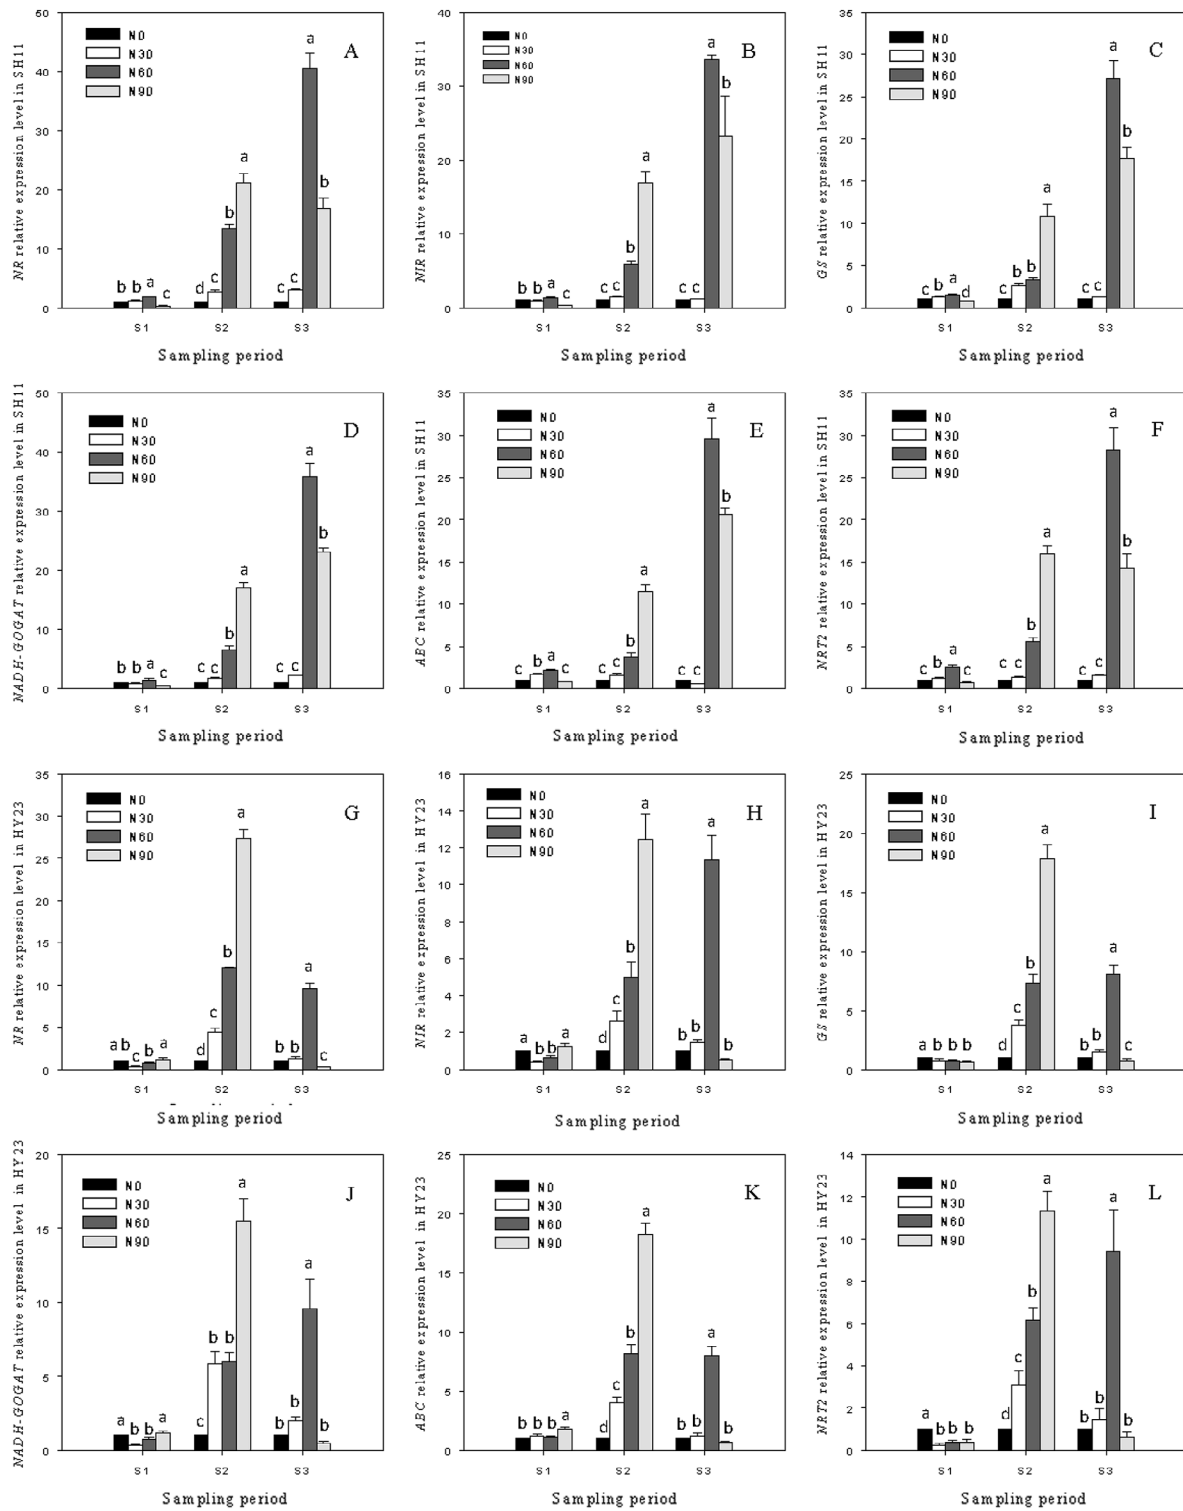 NR relative expression level in SH11
50
40
30
20
10
0
N0
N30
N60
N90
A
b b a c
d c b a
c c a b
S1 S2 S3
Sampling period
NIR relative expression level in SH11
40
30
20
10
0
N0
N30
N60
N90
B
b b a c
c c b a
c c a b
S1 S2 S3
Sampling period
GS relative expression level in SH11
35
30
25
20
15
10
5
0
N0
N30
N60
N90
C
c b a d
c b b a
c c a b
S1 S2 S3
Sampling period
NADH-GOGAT relative expression level in SH11
50
40
30
20
10
0
N0
N30
N60
N90
D
b b a c
c c b a
c c a b
S1 S2 S3
Sampling period
ABC relative expression level in SH11
35
30
25
20
15
10
5
0
N0
N30
N60
N90
E
c b a c
c c b a
c c a b
S1 S2 S3
Sampling period
NRT2 relative expression level in SH11
35
30
25
20
15
10
5
0
N0
N30
N60
N90
F
c b a c
c c b a
c c a b
S1 S2 S3
Sampling period
NR relative expression level in HY23
35
30
25
20
15
10
5
0
N0
N30
N60
N90
G
ab c b a
d c b a
b b a c
S1 S2 S3
Sampling period
NIR relative expression level in HY23
16
14
12
10
8
6
4
2
0
N0
N30
N60
N90
H
a b b a
d c b a
b b a b
S1 S2 S3
Sampling period
GS relative expression level in HY23
25
20
15
10
5
0
N0
N30
N60
N90
I
a b b b
d c b a
b b a c
S1 S2 S3
Sampling period
NADH-GOGAT relative expression level in HY23
20
15
10
5
0
N0
N30
N60
N90
J
a b b a
c b b a
b b a b
S1 S2 S3
Sampling period
ABC relative expression level in HY23
25
20
15
10
5
0
N0
N30
N60
N90
K
b b b a
d c b a
b b a b
S1 S2 S3
Sampling period
NRT2 relative expression level in HY23
14
12
10
8
6
4
2
0
N0
N30
N60
N90
L
a b b b
d c b a
b b a b
S1 S2 S3
Sampling period